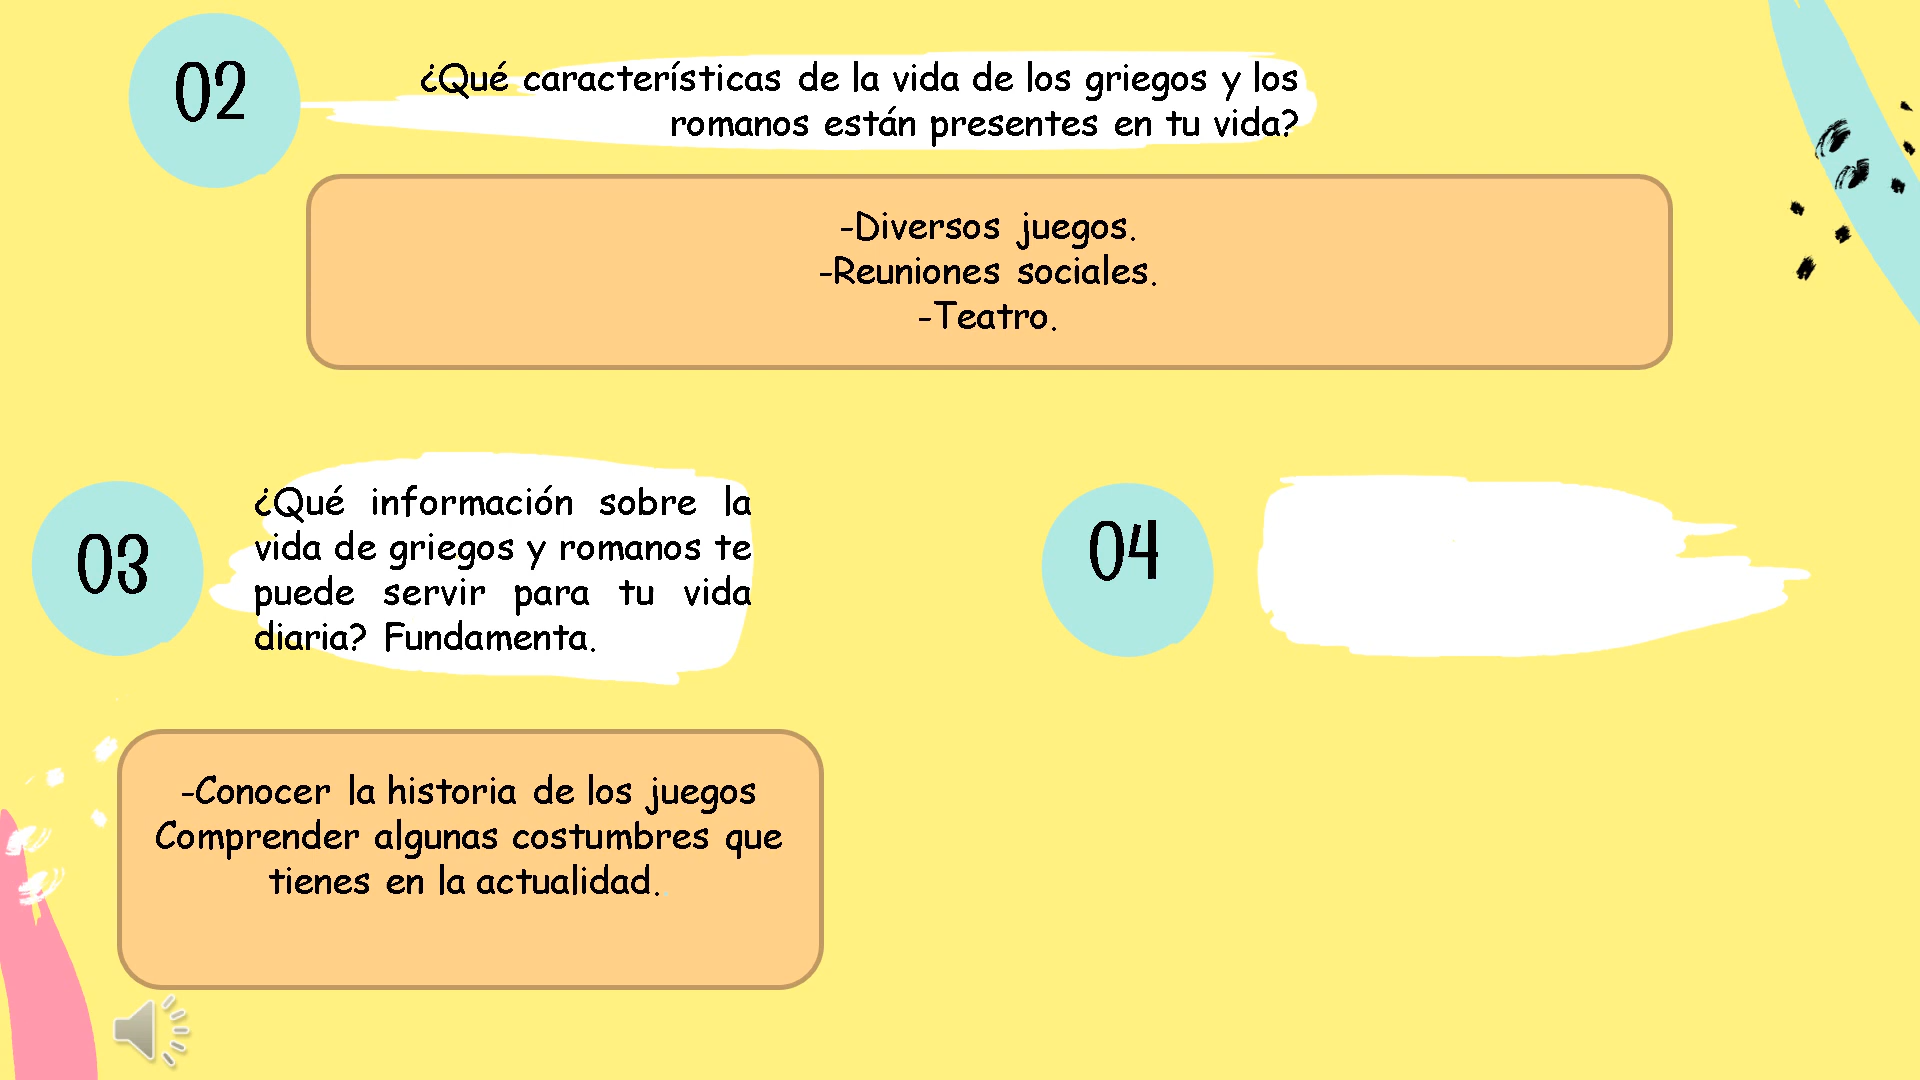 02
¿Qué características de la vida de los griegos y los
romanos están presentes en tu vida?
-Diversos juegos.
-Reuniones sociales.
-Teatro.
03
¿Qué información sobre la
vida de griegos y romanos te
puede servir para tu vida
diaria? Fundamenta.
04
-Conocer la historia de los juegos
Comprender algunas costumbres que
tienes en la actualidad..